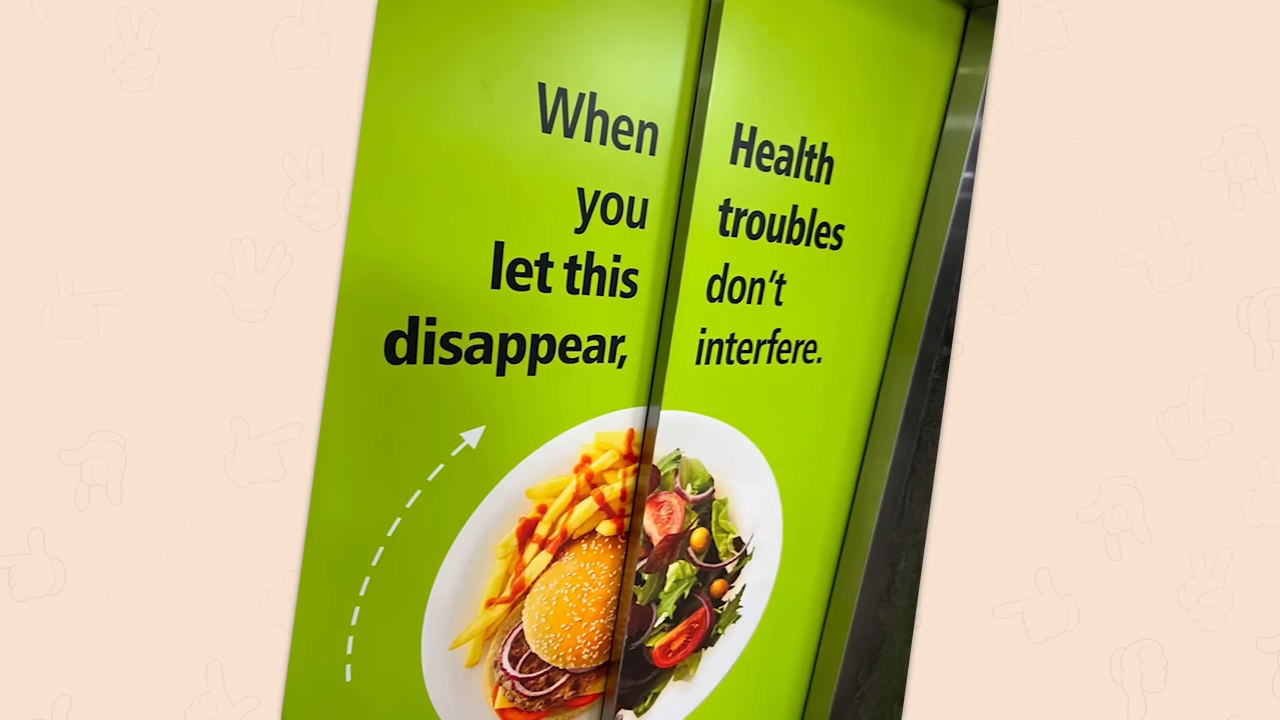 When
you
let this
disappear,
Health
troubles
don't
interfere.